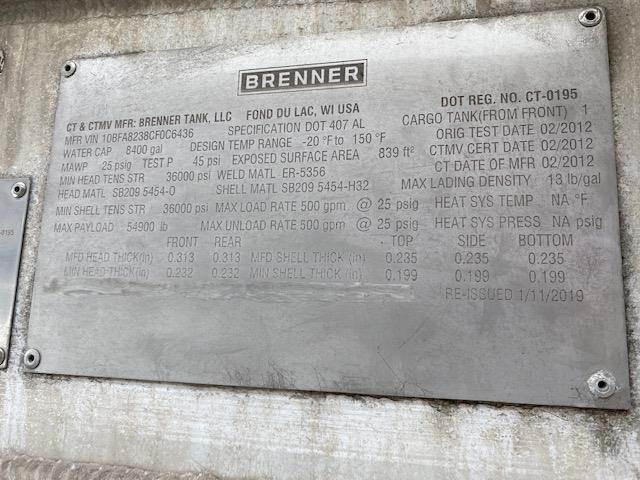 BRENNER
CT & CTMV MFR: BRENNER TANK, LLC FOND DU LAC, WI USA DOT REG. NO. CT-0195
MFR VIN 10BFA8238CF0C6436 SPECIFICATION DOT 407 AL CARGO TANK(FROM FRONT) 1
WATER CAP 8400 gal DESIGN TEMP RANGE -20 °F to 150 °F ORIG TEST DATE 02/2012
MAWP 25 psig TEST P 45 psi EXPOSED SURFACE AREA 839 ft² CTMV CERT DATE 02/2012
MIN HEAD TENS STR 36000 psi WELD MATL ER-5356 CT DATE OF MFR 02/2012
HEAD MATL SB209 5454-O SHELL MATL SB209 5454-H32 MAX LADING DENSITY 13 lb/gal
MIN SHELL TENS STR 36000 psi MAX LOAD RATE 500 gpm @ 25 psig HEAT SYS TEMP NA °F
MAX PAYLOAD 54900 lb MAX UNLOAD RATE 500 gpm @ 25 psig HEAT SYS PRESS NA psig
FRONT REAR TOP SIDE BOTTOM
MFD HEAD THICK(in) 0.313 0.313 MFD SHELL THICK (in) 0.235 0.235 0.235
MIN HEAD THICK(in) 0.232 0.232 MIN SHELL THICK (in) 0.199 0.199 0.199
RE-ISSUED 1/11/2019
-0195